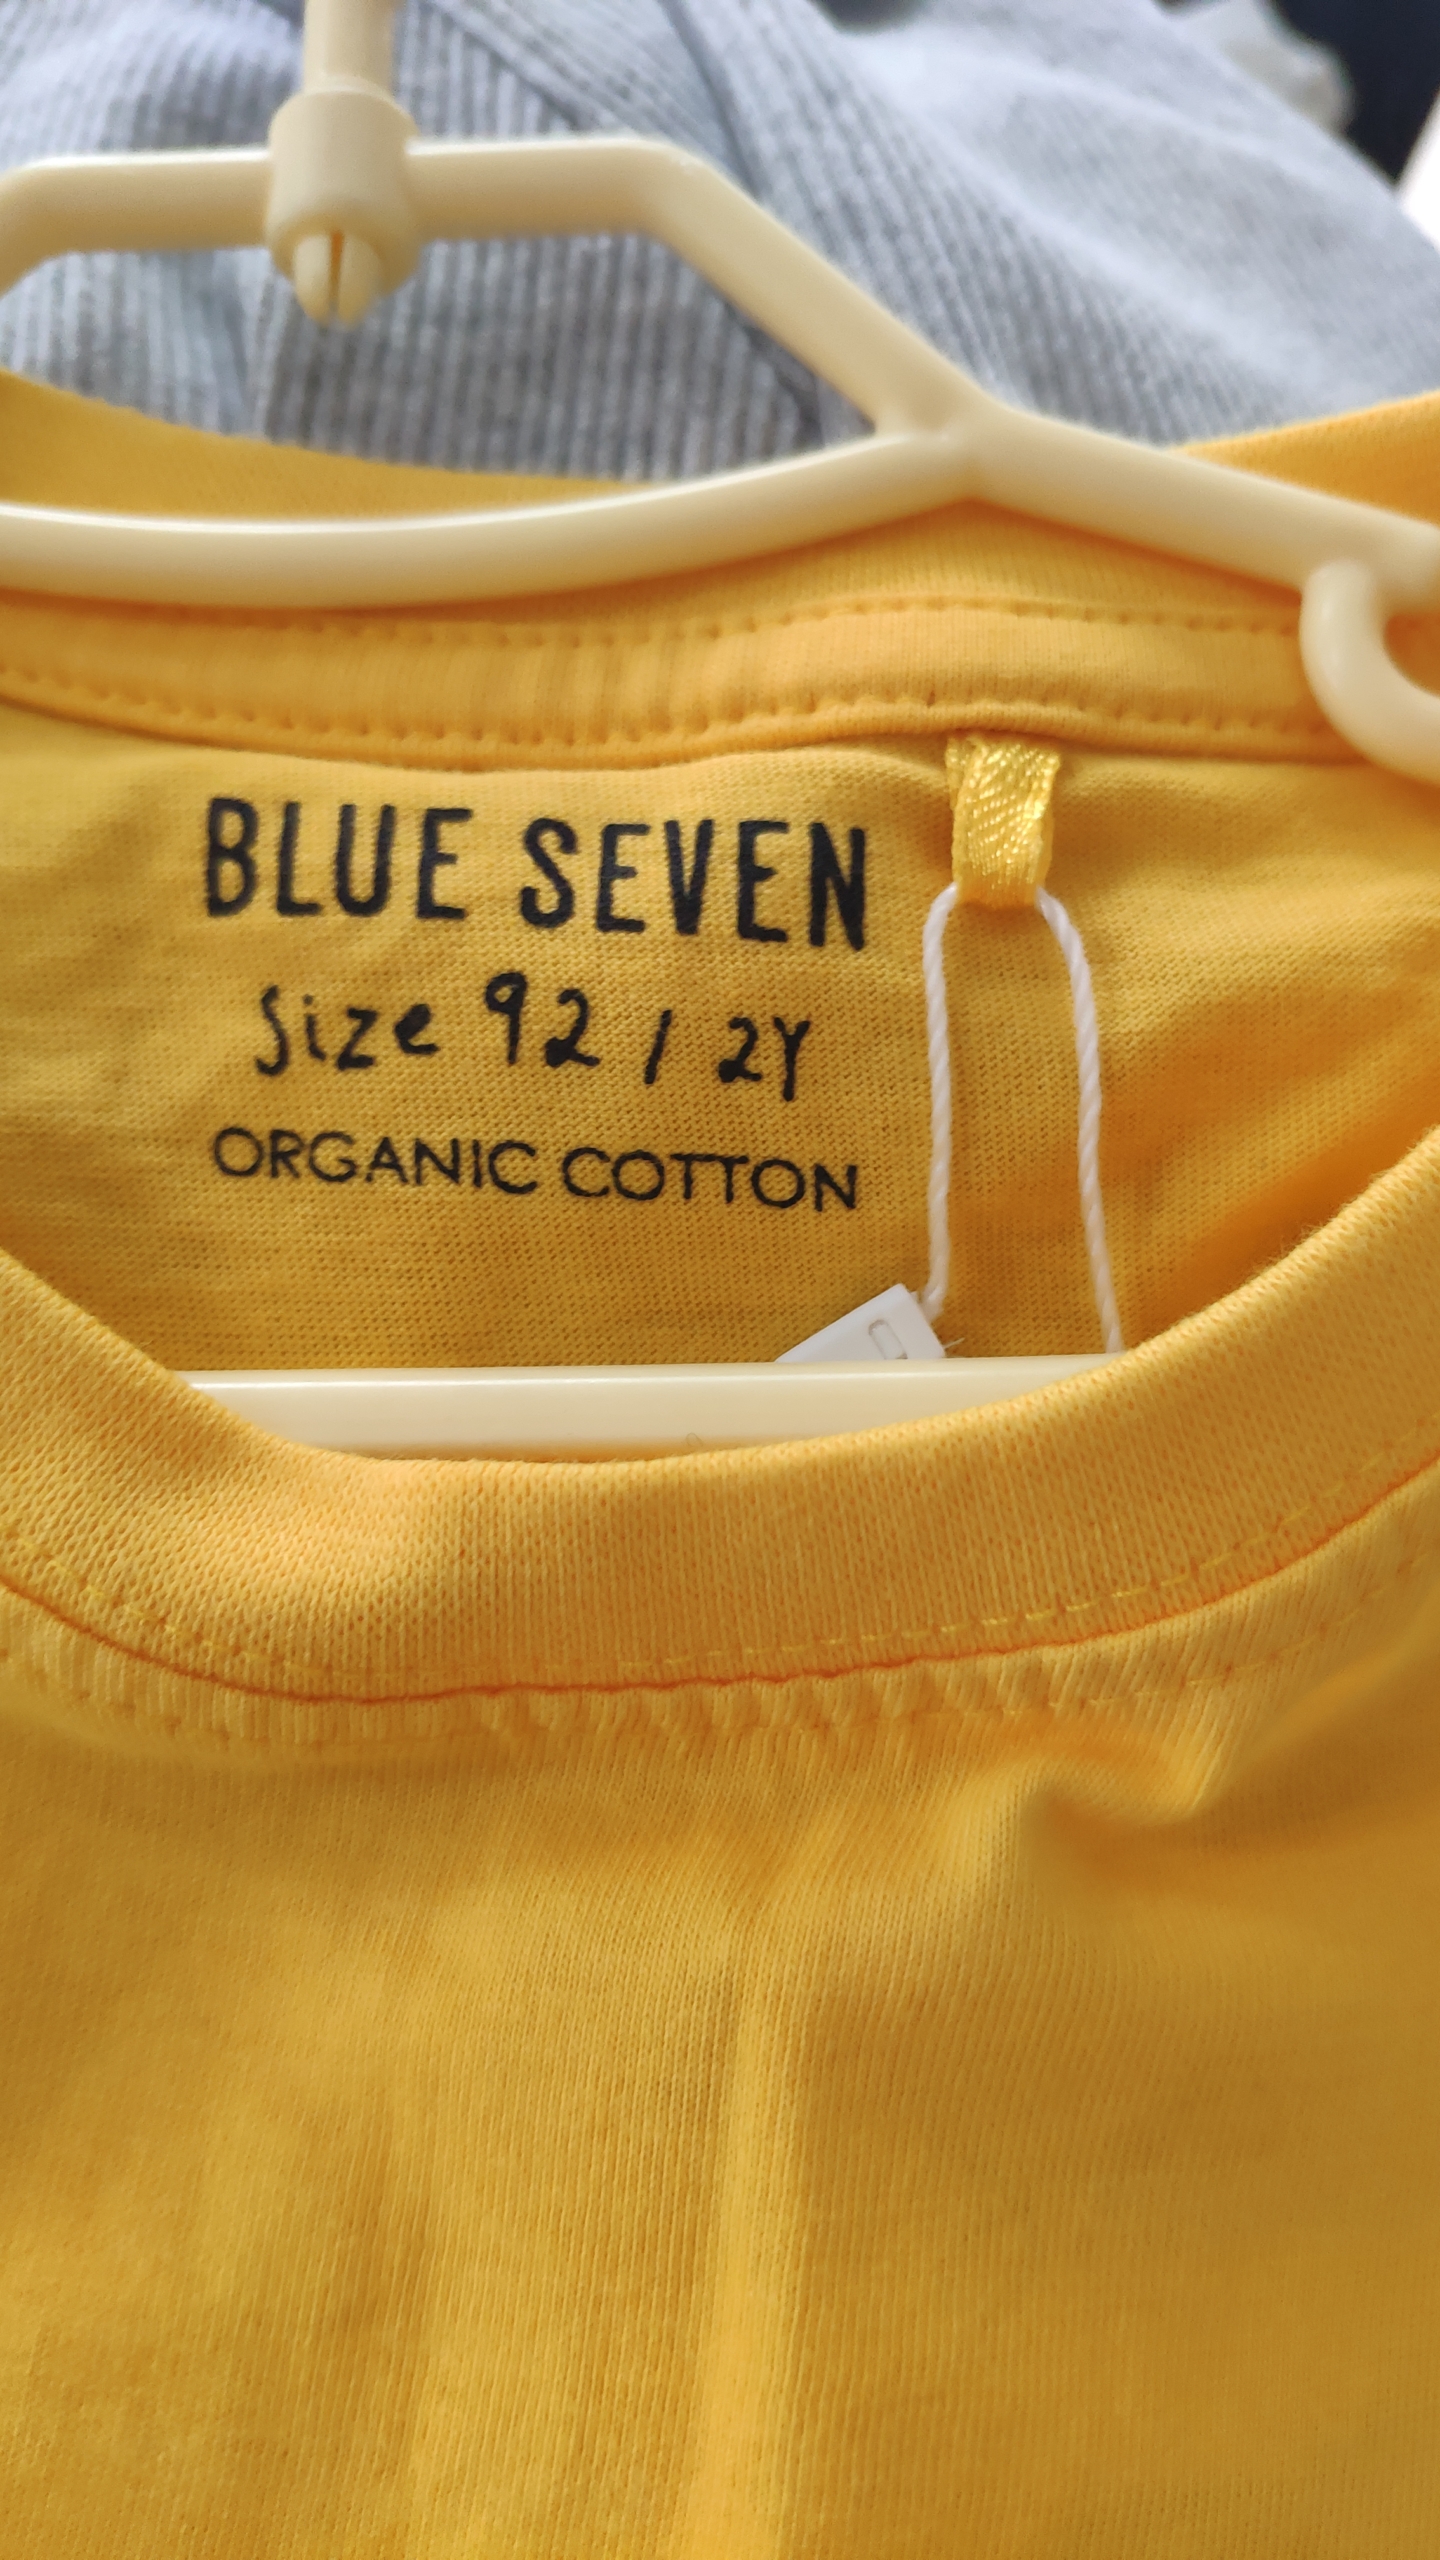 BLUE SEVEN
Size 92 / 2Y
ORGANIC COTTON